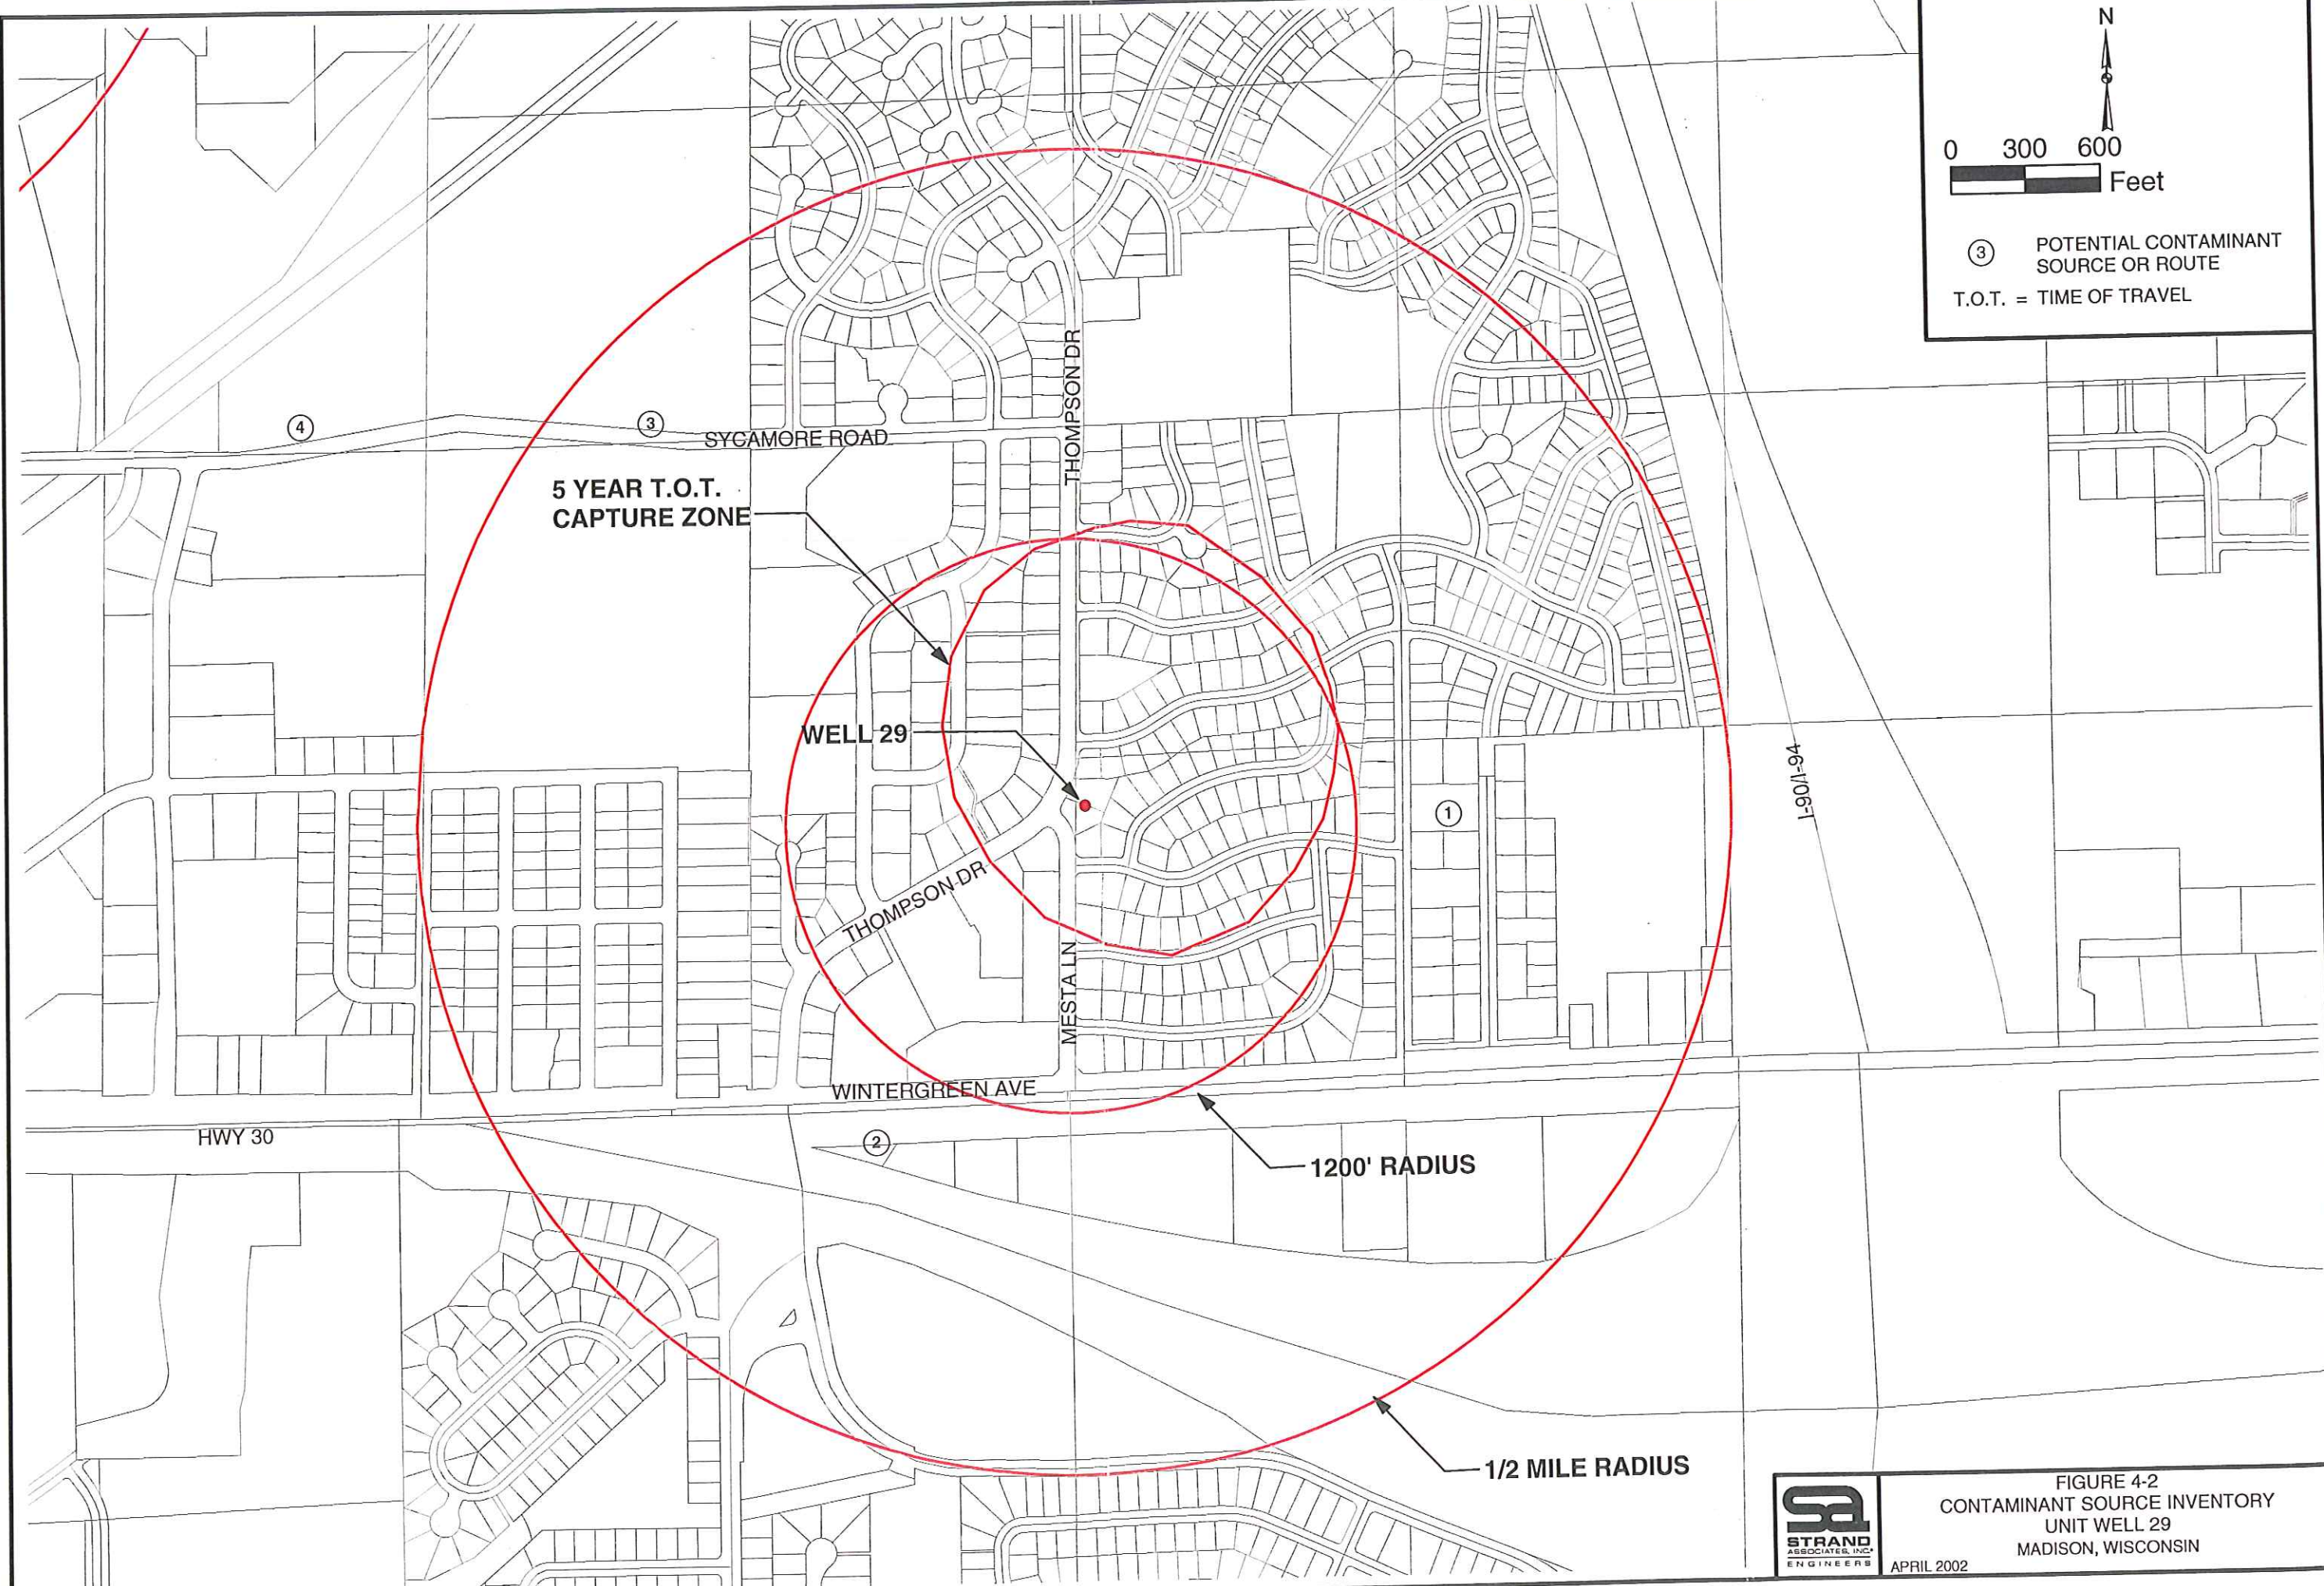 N
0 300 600
Feet
3
POTENTIAL CONTAMINANT
SOURCE OR ROUTE
T.O.T. = TIME OF TRAVEL
THOMPSON DR
4
3
SYCAMORE ROAD
5 YEAR T.O.T.
CAPTURE ZONE
WELL 29
I-90/I-94
1
THOMPSON DR
MESTA LN
WINTERGREEN AVE
HWY 30
2
1200' RADIUS
1/2 MILE RADIUS
sa
STRAND
ASSOCIATES, INC.
ENGINEERS
FIGURE 4-2
CONTAMINANT SOURCE INVENTORY
UNIT WELL 29
MADISON, WISCONSIN
APRIL 2002